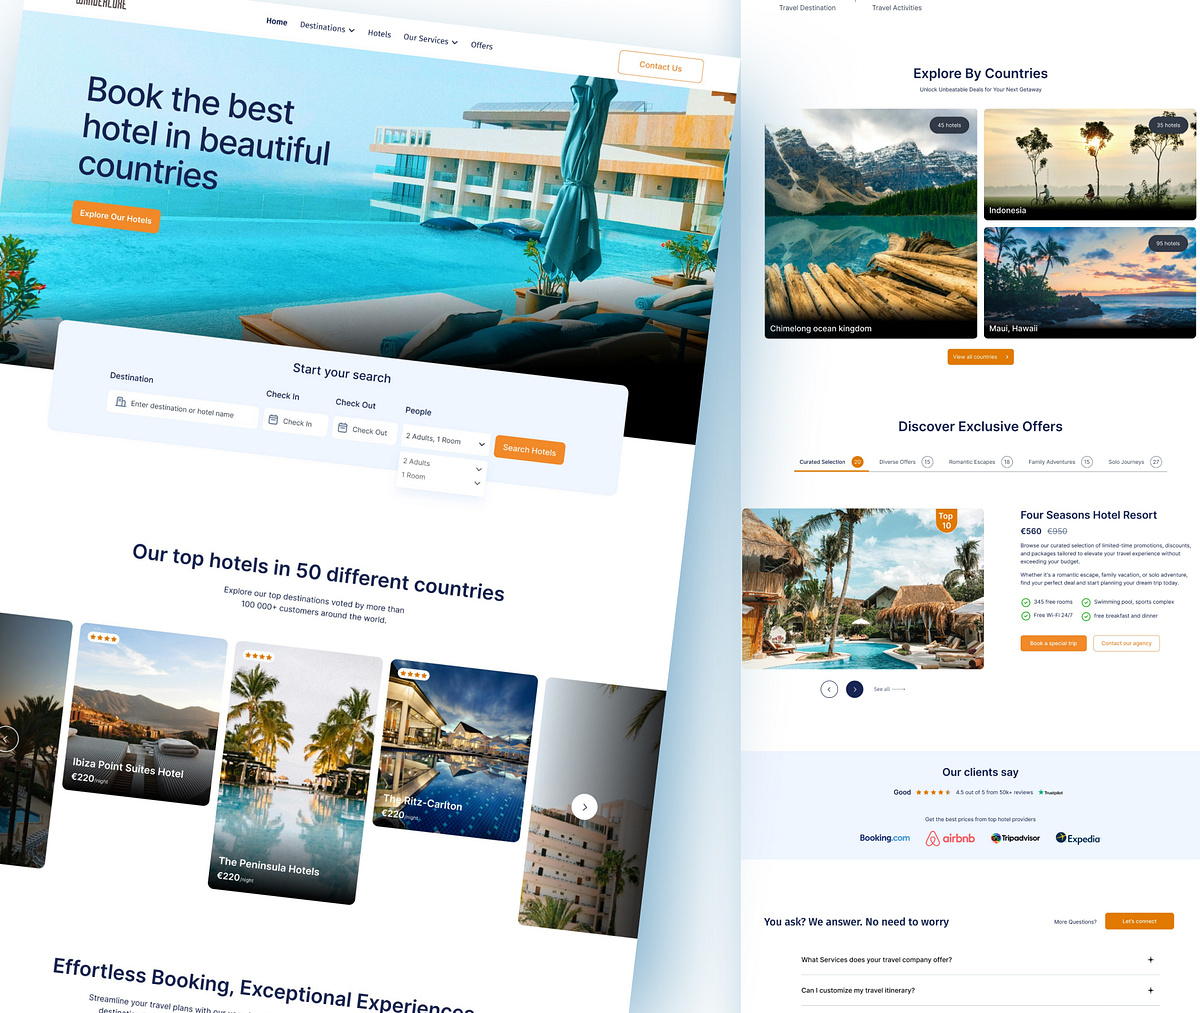 WANDERLUXE
Home
Destinations
Hotels
Our Services
Offers
Contact Us
Book the best
hotel in beautiful
countries
Explore Our Hotels
Start your search
Destination
Enter destination or hotel name
Check In
Check In
Check Out
Check Out
People
2 Adults, 1 Room
2 Adults
1 Room
Search Hotels
Our top hotels in 50 different countries
Explore our top destinations voted by more than
100 000+ customers around the world.
Ibiza Point Suites Hotel
€220/night
The Peninsula Hotels
€220/night
The Ritz-Carlton
€220/night
Effortless Booking, Exceptional Experiences
Streamline your travel plans with our
Travel Destination
Travel Activities
Explore By Countries
Unlock Unbeatable Deals for Your Next Getaway
45 hotels
Chimelong ocean kingdom
35 hotels
Indonesia
95 hotels
Maui, Hawaii
View all countries
Discover Exclusive Offers
Curated Selection 20
Diverse Offers 15
Romantic Escapes 18
Family Adventures 15
Solo Journeys 27
Top
10
Four Seasons Hotel Resort
€560 €950
Browse our curated selection of limited-time promotions, discounts,
and packages tailored to elevate your travel experience without
exceeding your budget.
Whether it's a romantic escape, family vacation, or solo adventure,
find your perfect deal and start planning your dream trip today.
345 free rooms
Swimming pool, sports complex
Free Wi-Fi 24/7
free breakfast and dinner
Book a special trip
Contact our agency
See all
Our clients say
Good 4.5 out of 5 from 50k+ reviews Trustpilot
Get the best prices from top hotel providers
Booking.com
airbnb
Tripadvisor
Expedia
You ask? We answer. No need to worry
More Questions?
Let's connect
What Services does your travel company offer?
Can I customize my travel itinerary?